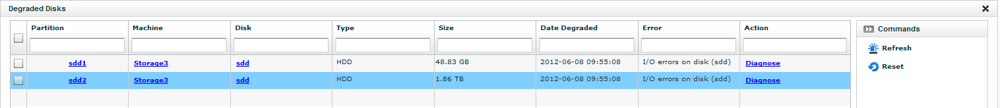 Degraded Disks
Partition Machine Disk Type Size Date Degraded Error Action
sdd1 Storage3 sdd HDD 48.83 GB 2012-06-08 09:55:08 I/O errors on disk (sdd) Diagnose
sdd2 Storage3 sdd HDD 1.86 TB 2012-06-08 09:55:08 I/O errors on disk (sdd) Diagnose
Commands
Refresh
Reset